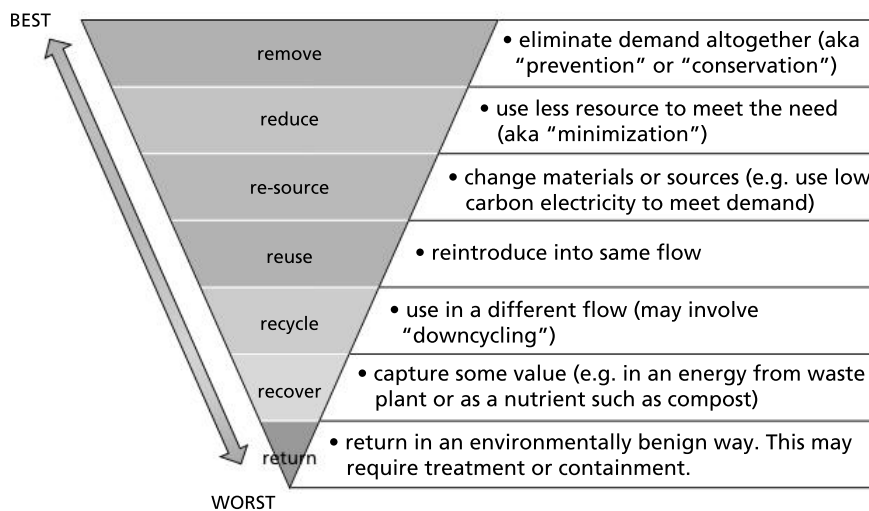 BEST
remove
• eliminate demand altogether (aka
“prevention” or “conservation”)
reduce
• use less resource to meet the need
(aka “minimization”)
re-source
• change materials or sources (e.g. use low
carbon electricity to meet demand)
reuse
• reintroduce into same flow
recycle
• use in a different flow (may involve
“downcycling”)
recover
• capture some value (e.g. in an energy from waste
plant or as a nutrient such as compost)
return
• return in an environmentally benign way. This may
require treatment or containment.
WORST